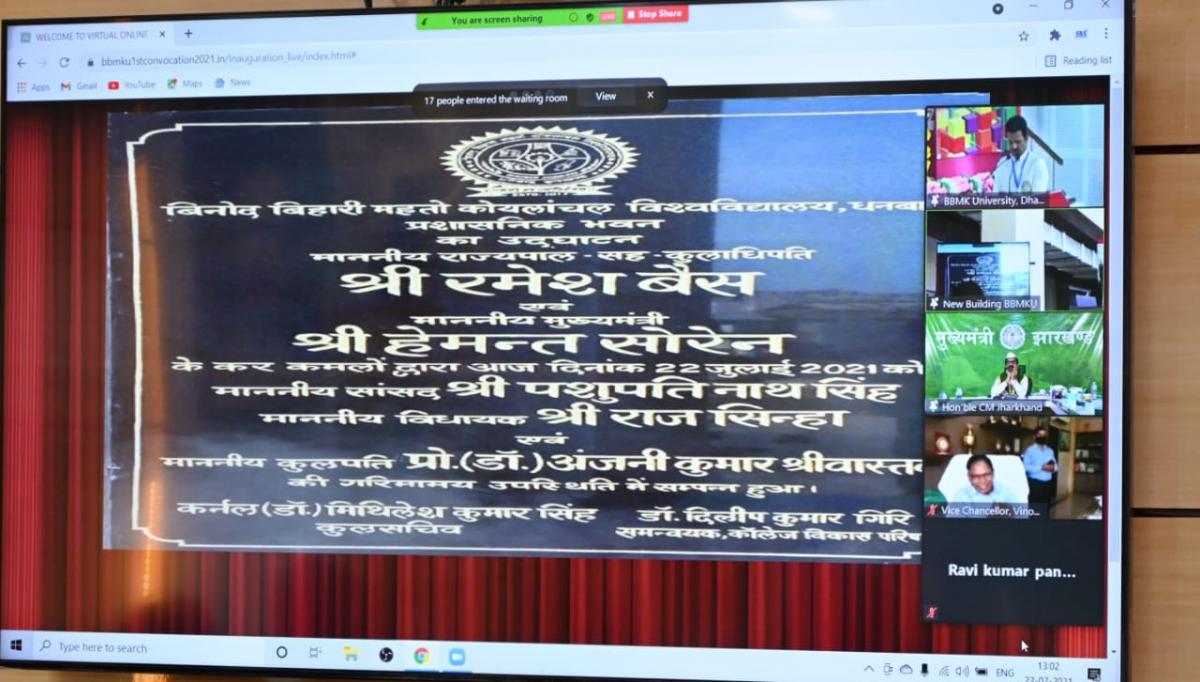 You are screen sharing LIVE Stop Share
WELCOME TO VIRTUAL ONLINE
bbmku1stconvocation2021.in/Inauguration_live/index.html#
Reading list
Apps Gmail YouTube Maps News
17 people entered the waiting room View X
बिनोद बिहारी महतो कोयलांचल विश्वविद्यालय, धनबा
प्रशासनिक भवन
का उद्घाटन
माननीय राज्यपाल - सह - कुलाधिपति
श्री रमेश बैस
एवं
माननीय मुख्यमंत्री
श्री हेमन्त सोरेन
के कर कमलों द्वारा आज दिनांक 22 जुलाई 2021 को
माननीय सांसद श्री पशुपति नाथ सिंह
माननीय विधायक श्री राज सिन्हा
एवं
माननीय कुलपति प्रो.(डॉ.) अंजनी कुमार श्रीवास्तव
की गरिमामय उपस्थिति में सम्पन्न हुआ।
कर्नल (डॉ.) मिथिलेश कुमार सिंह डॉ. दिलीप कुमार गिरि
कुलसचिव समन्वयक, कॉलेज विकास परिष
BBMK University, Dha...
New Building BBMKU
मुख्यमंत्री झारखण्ड
Hon'ble CM Jharkhand
Vice Chancellor, Vino...
Ravi kumar pan...
Type here to search
ENG 13:02
22-07-2021